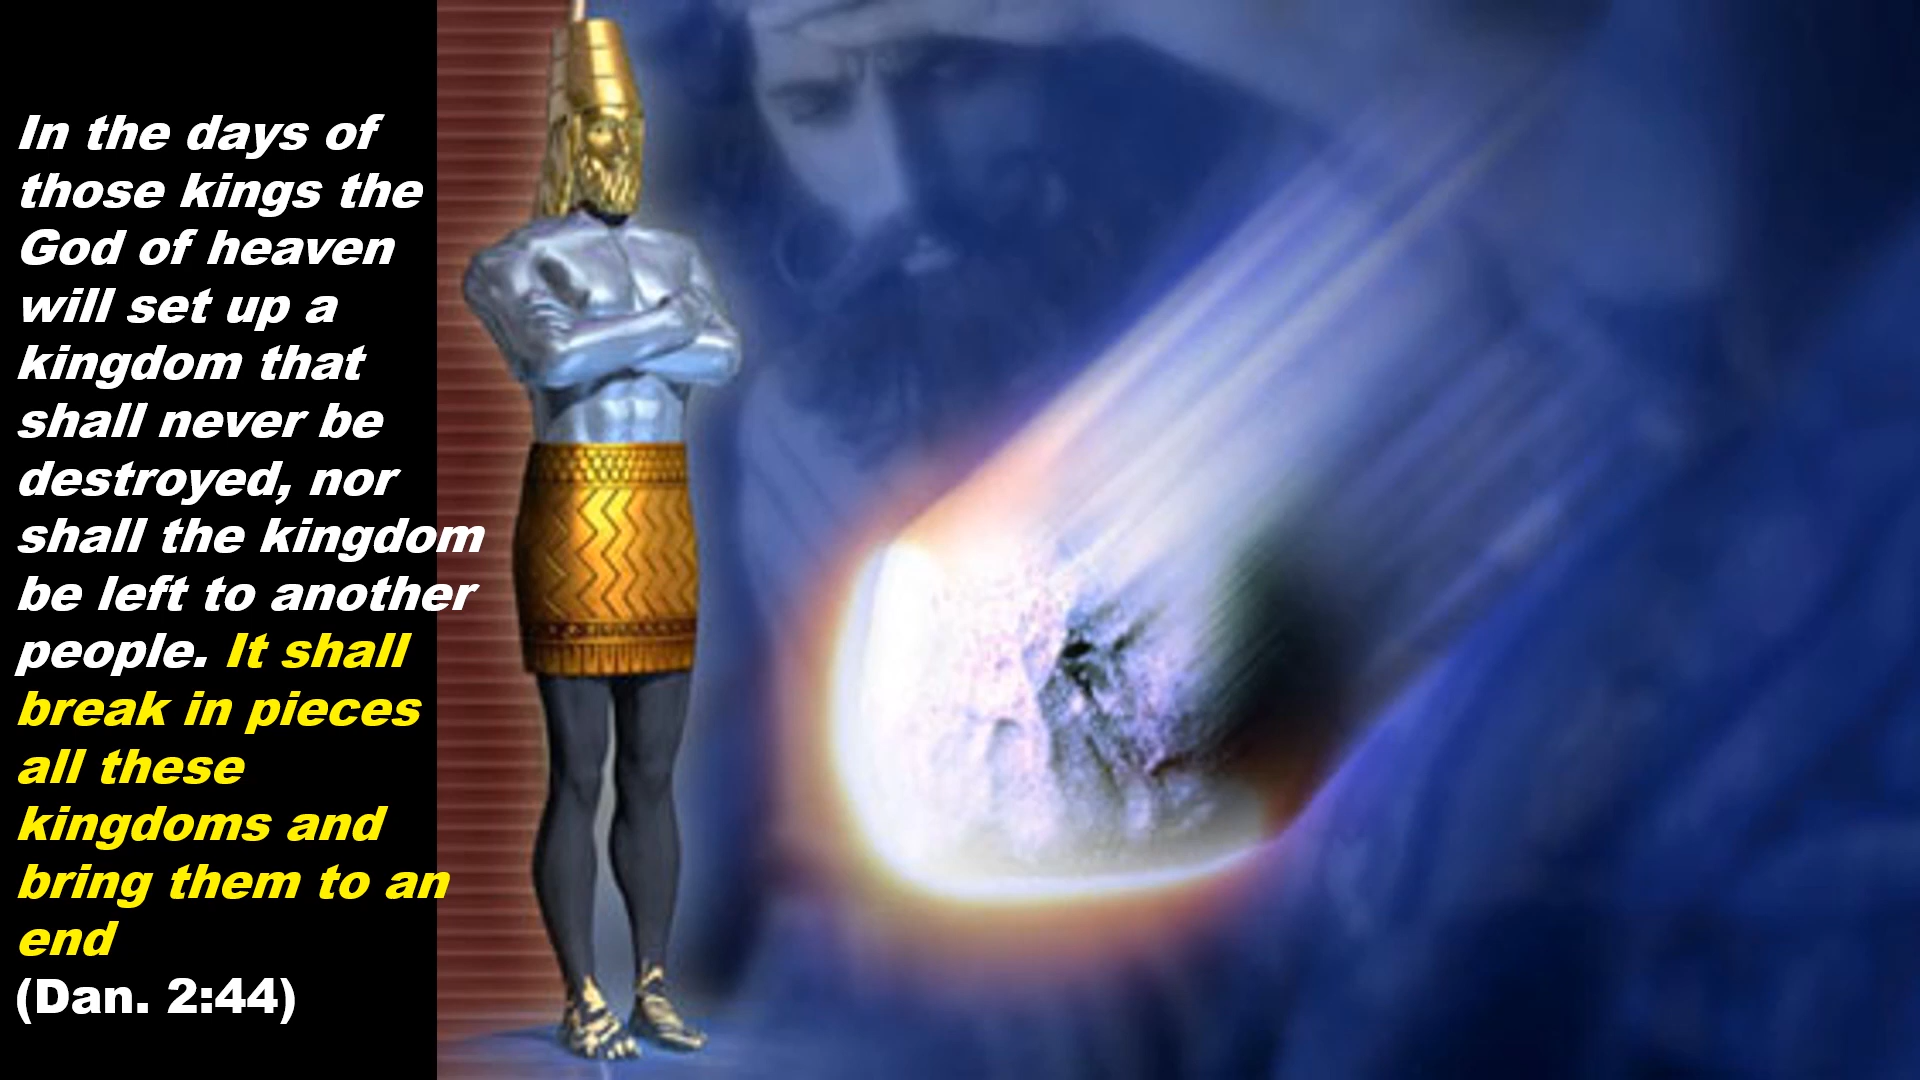 In the days of
those kings the
God of heaven
will set up a
kingdom that
shall never be
destroyed, nor
shall the kingdom
be left to another
people. It shall
break in pieces
all these
kingdoms and
bring them to an
end
(Dan. 2:44)